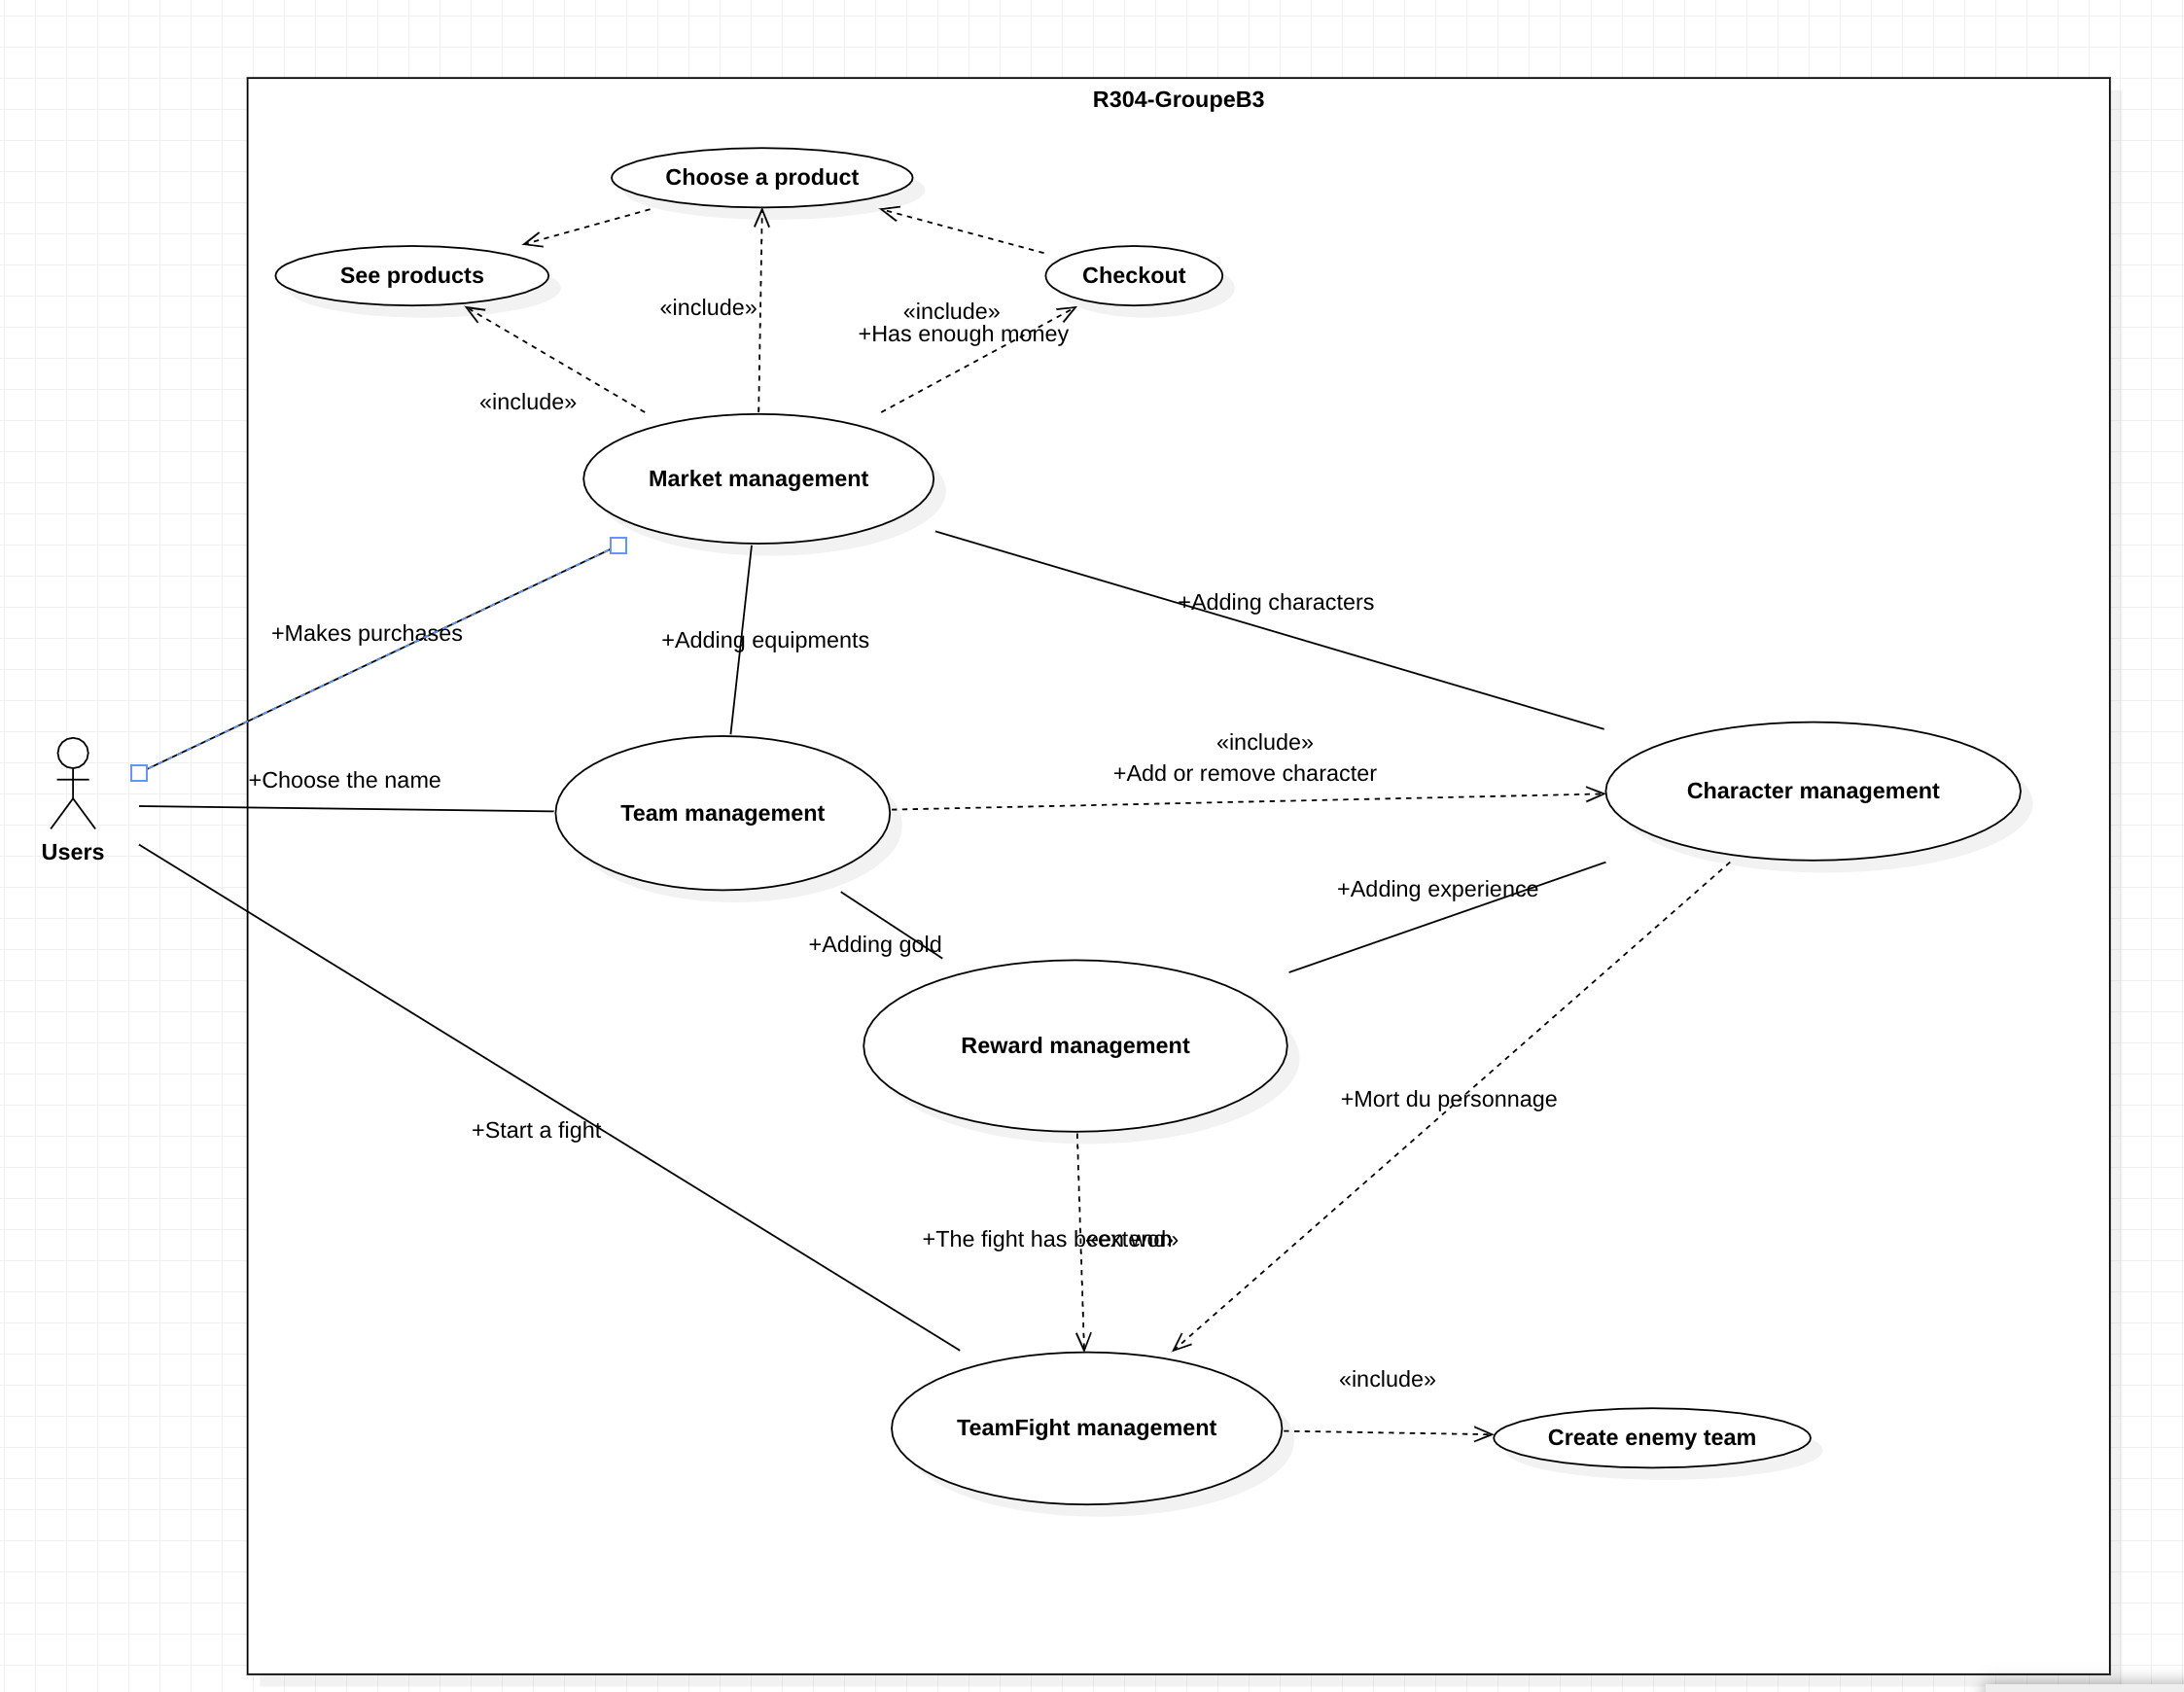 R304-GroupeB3
Choose a product
See products
Checkout
«include»
«include»
+Has enough money
«include»
Market management
+Adding characters
+Makes purchases
+Adding equipments
«include»
+Add or remove character
+Choose the name
Character management
Team management
Users
+Adding experience
+Adding gold
Reward management
+Mort du personnage
+Start a fight
+The fight has been won
«extend»
«include»
TeamFight management
Create enemy team